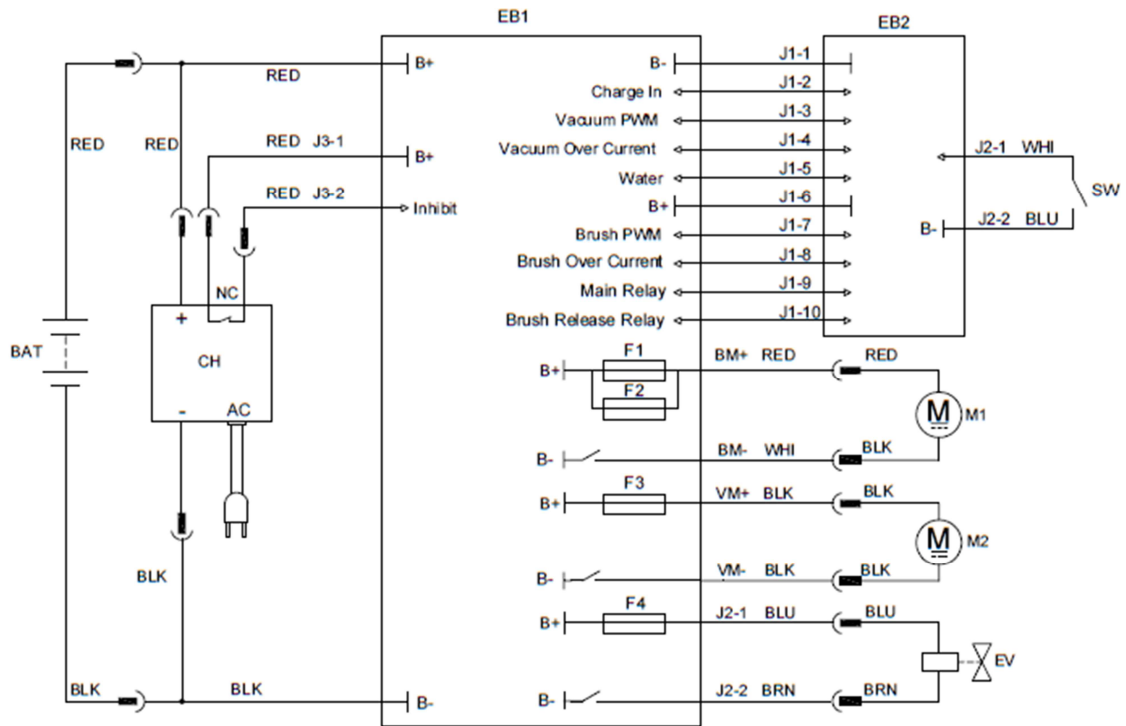 EB1
EB2
RED
B+
B-
J1-1
Charge In
J1-2
Vacuum PWM
J1-3
RED
RED
RED J3-1
B+
Vacuum Over Current
J1-4
J2-1 WHI
Water
J1-5
SW
RED J3-2
Inhibit
B+
J1-6
Brush PWM
J1-7
B-
J2-2 BLU
Brush Over Current
J1-8
NC
Main Relay
J1-9
+
Brush Release Relay
J1-10
BAT
CH
F1
BM+ RED
RED
B+
F2
M
M1
-
AC
B-
BM- WHI
BLK
F3
B+
VM+ BLK
BLK
M
M2
BLK
B-
VM- BLK
BLK
F4
B+
J2-1 BLU
BLU
EV
BLK
BLK
B-
B-
J2-2 BRN
BRN